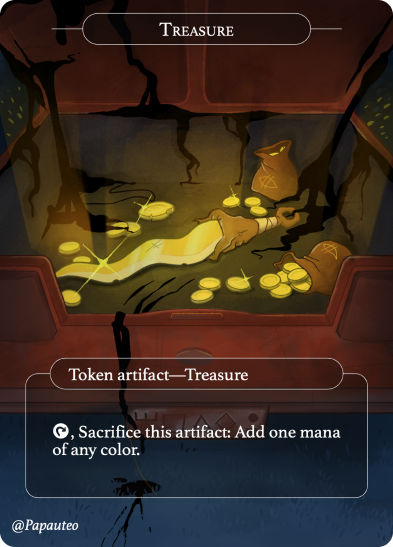 Treasure
Token artifact—Treasure
, Sacrifice this artifact: Add one mana
of any color.
@Papauteo